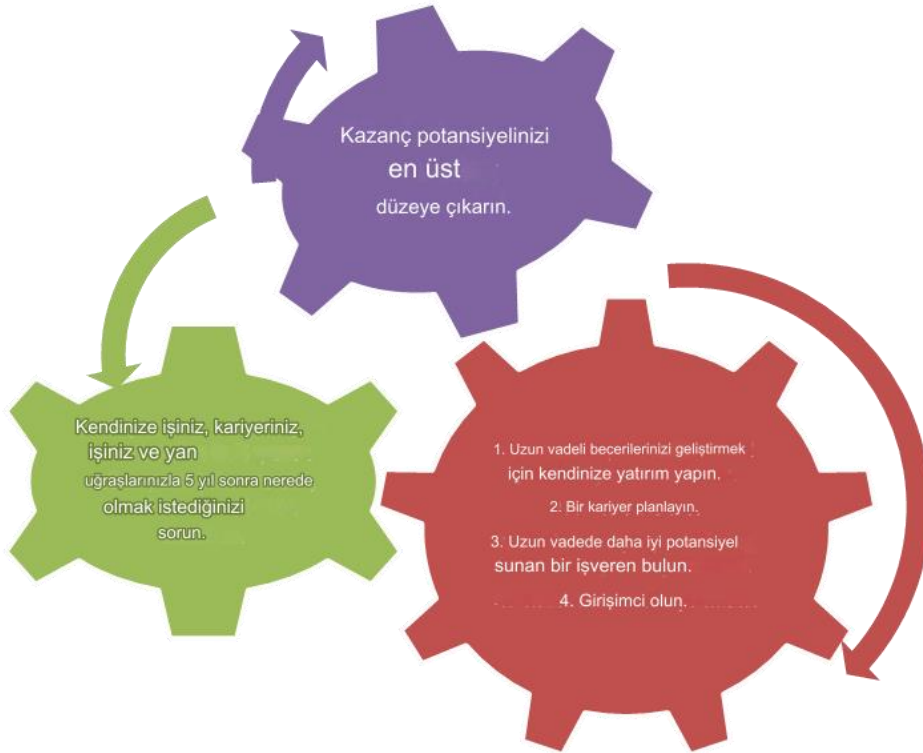 Kazanç potansiyelinizi
en üst
düzeye çıkarın.
Kendinize işiniz, kariyeriniz,
işiniz ve yan
uğraşlarınızla 5 yıl sonra nerede
olmak istediğinizi
sorun.
1. Uzun vadeli becerilerinizi geliştirmek
için kendinize yatırım yapın.
2. Bir kariyer planlayın.
3. Uzun vadede daha iyi potansiyel
sunan bir işveren bulun.
4. Girişimci olun.